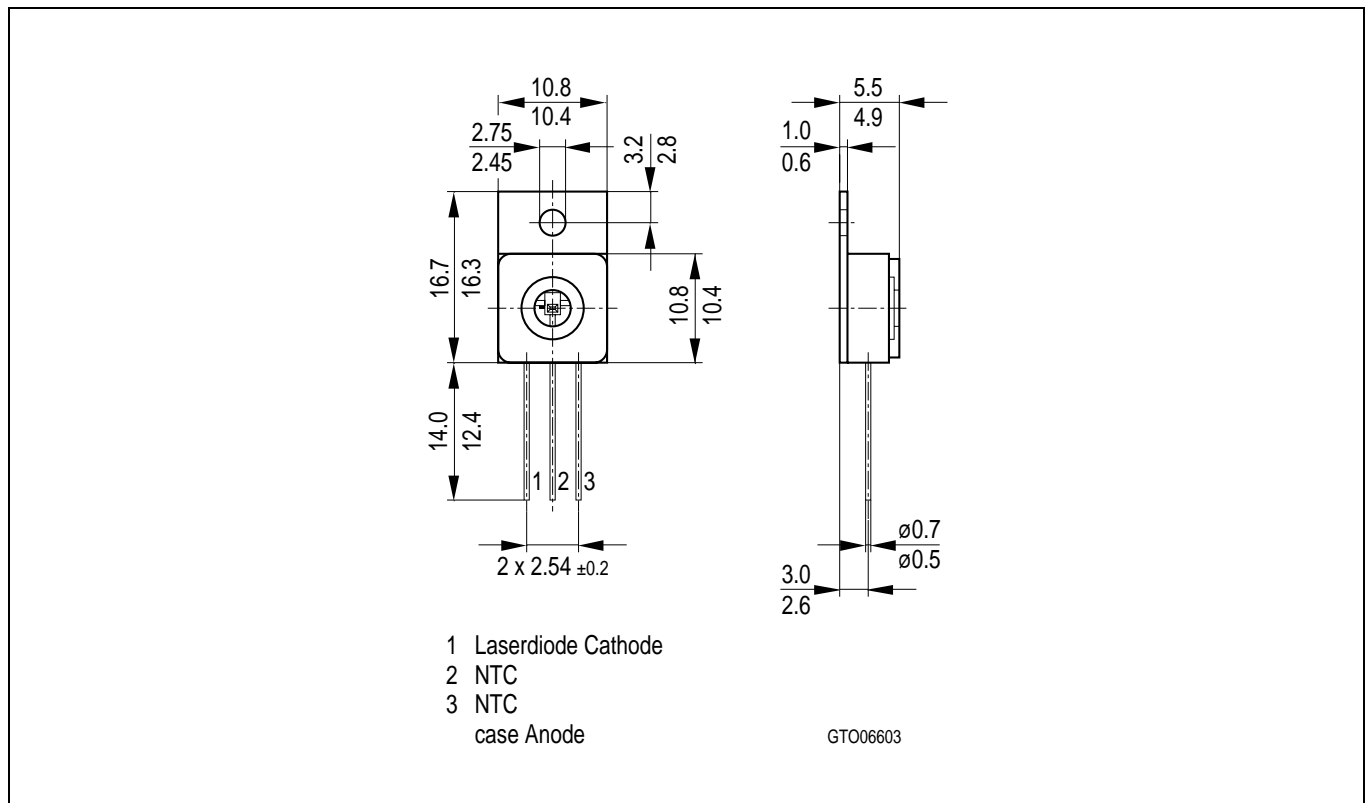 10.8
10.4
2.75
2.45
3.2
2.8
16.7
16.3
10.8
10.4
14.0
12.4
1 2 3
2 x 2.54 ±0.2
5.5
4.9
1.0
0.6
ø0.7
ø0.5
3.0
2.6
1 Laserdiode Cathode
2 NTC
3 NTC
case Anode
GTO06603